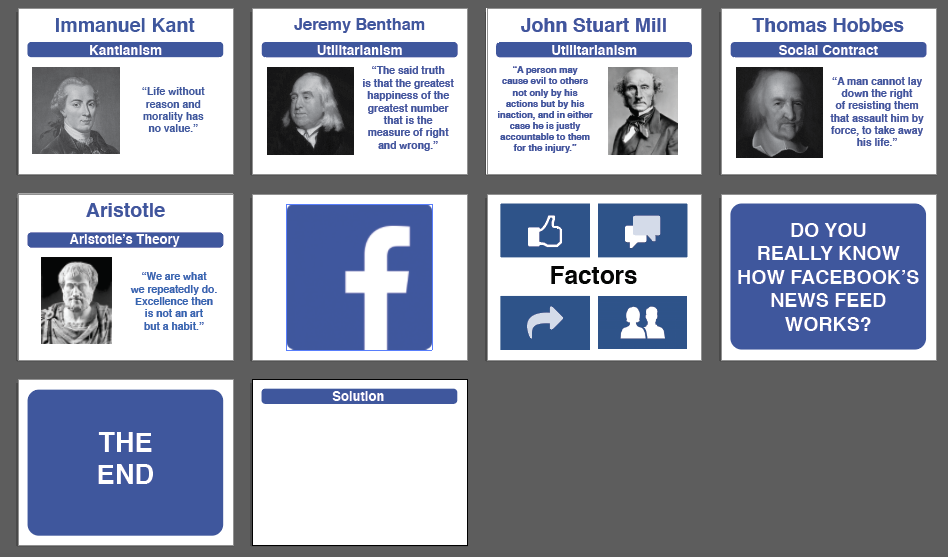 Immanuel Kant
Kantianism
“Life without
reason and
morality has
no value.”
Jeremy Bentham
Utilitarianism
“The said truth
is that the greatest
happiness of the
greatest number
that is the
measure of right
and wrong.”
John Stuart Mill
Utilitarianism
“A person may
cause evil to others
not only by his
actions but by his
inaction, and in either
case he is justly
accountable to them
for the injury.”
Thomas Hobbes
Social Contract
“A man cannot lay
down the right
of resisting them
that assault him by
force, to take away
his life.”
Aristotle
Aristotle’s Theory
“We are what
we repeatedly do.
Excellence then
is not an art
but a habit.”
f
Factors
DO YOU
REALLY KNOW
HOW FACEBOOK’S
NEWS FEED
WORKS?
THE
END
Solution